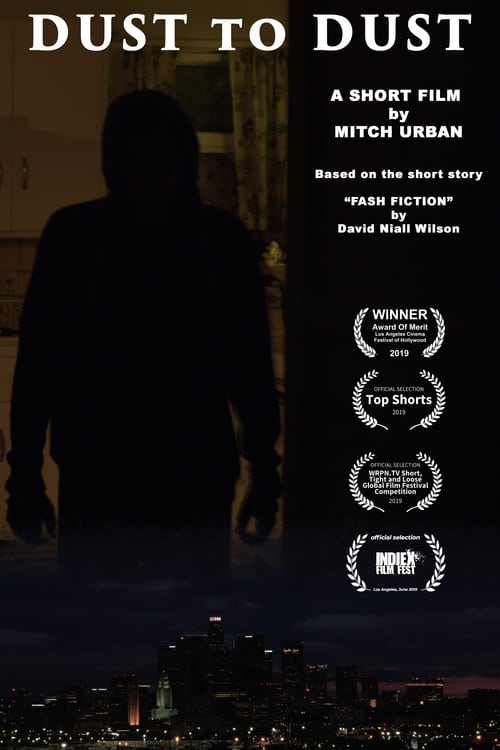 DUST TO DUST
A SHORT FILM
by
MITCH URBAN
Based on the short story
“FASH FICTION”
by
David Niall Wilson
WINNER
Award Of Merit
Los Angeles Cinema
Festival of Hollywood
2019
OFFICIAL SELECTION
Top Shorts
2019
OFFICIAL SELECTION
WRPN.TV Short,
Tight and Loose
Global Film Festival
Competition
2019
official selection
INDIEX
FILM FEST
Los Angeles, June 2019